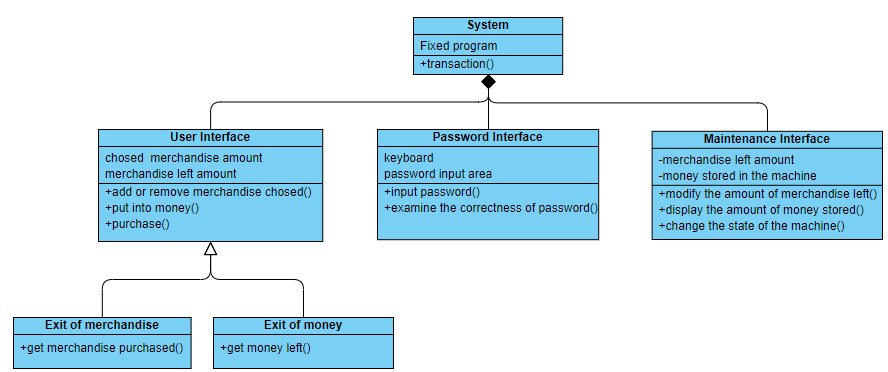 System
Fixed program
+transaction()
User Interface
chosed merchandise amount
merchandise left amount
+add or remove merchandise chosed()
+put into money()
+purchase()
Password Interface
keyboard
password input area
+input password()
+examine the correctness of password()
Maintenance Interface
-merchandise left amount
-money stored in the machine
+modify the amount of merchandise left()
+display the amount of money stored()
+change the state of the machine()
Exit of merchandise
+get merchandise purchased()
Exit of money
+get money left()